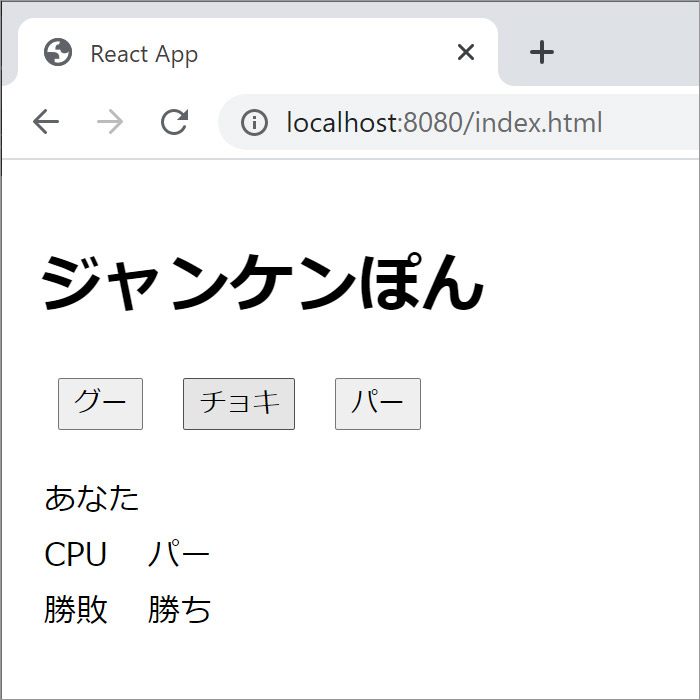 React App
localhost:8080/index.html
ジャンケンぽん
グー チョキ パー
あなた
CPU パー
勝敗 勝ち